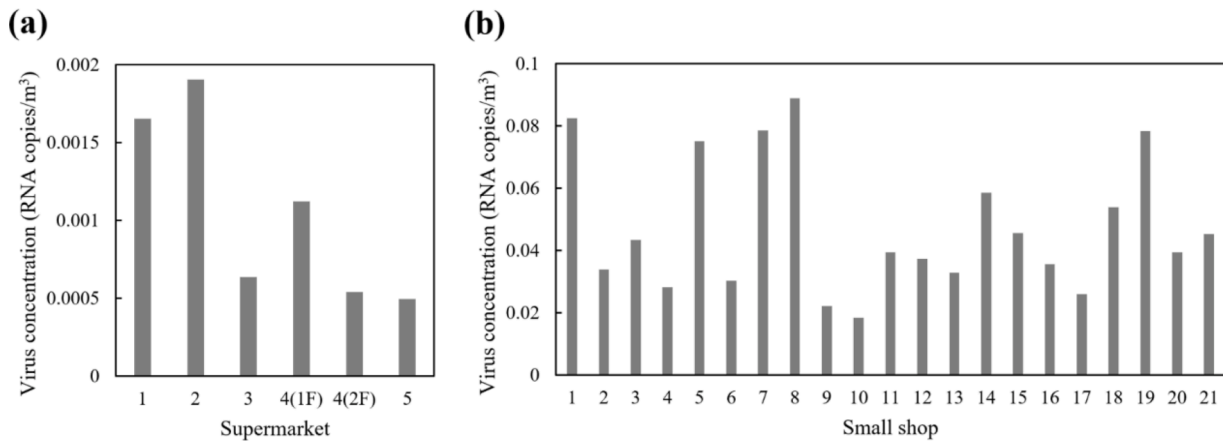 (a)
Virus concentration (RNA copies/m³)
0.002
0.0015
0.001
0.0005
0
1 2 3 4(1F) 4(2F) 5
Supermarket
(b)
Virus concentration (RNA copies/m³)
0.1
0.08
0.06
0.04
0.02
0
1 2 3 4 5 6 7 8 9 10 11 12 13 14 15 16 17 18 19 20 21
Small shop